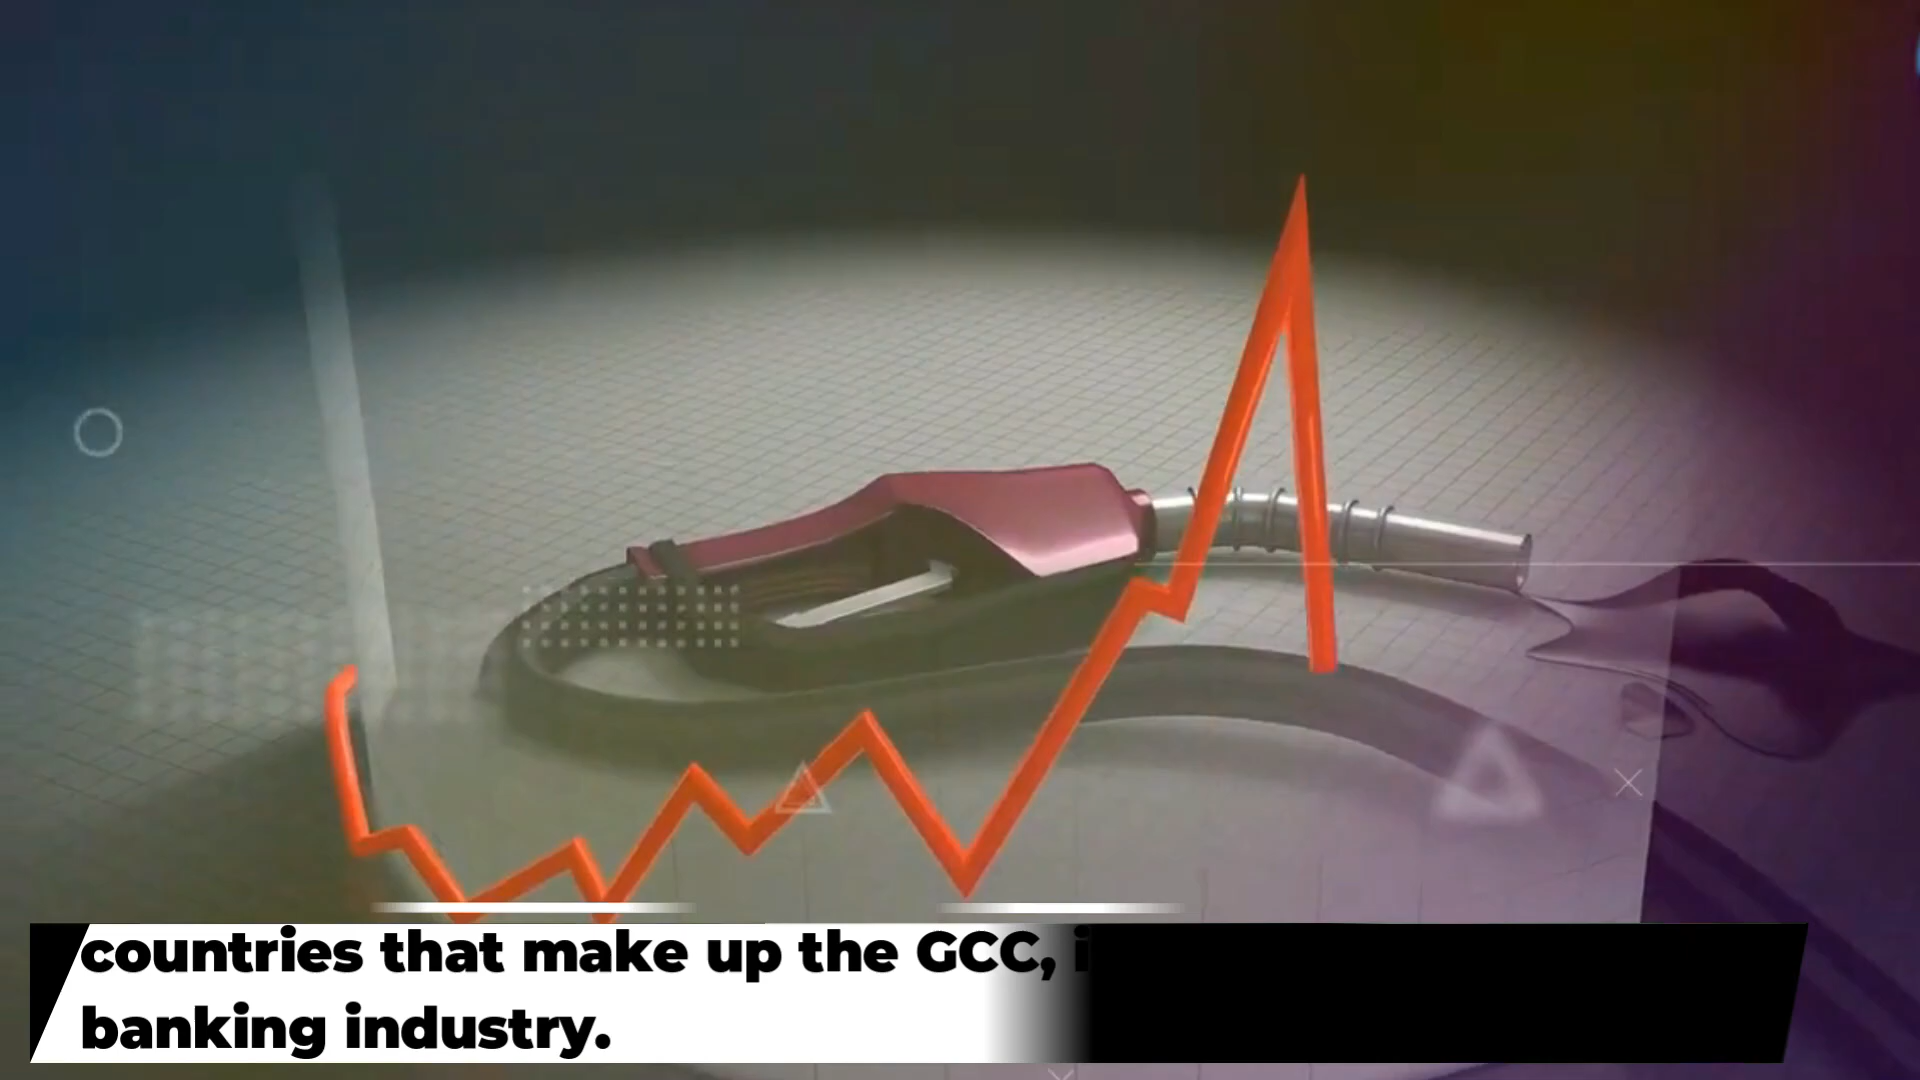 countries that make up the GCC,
banking industry.